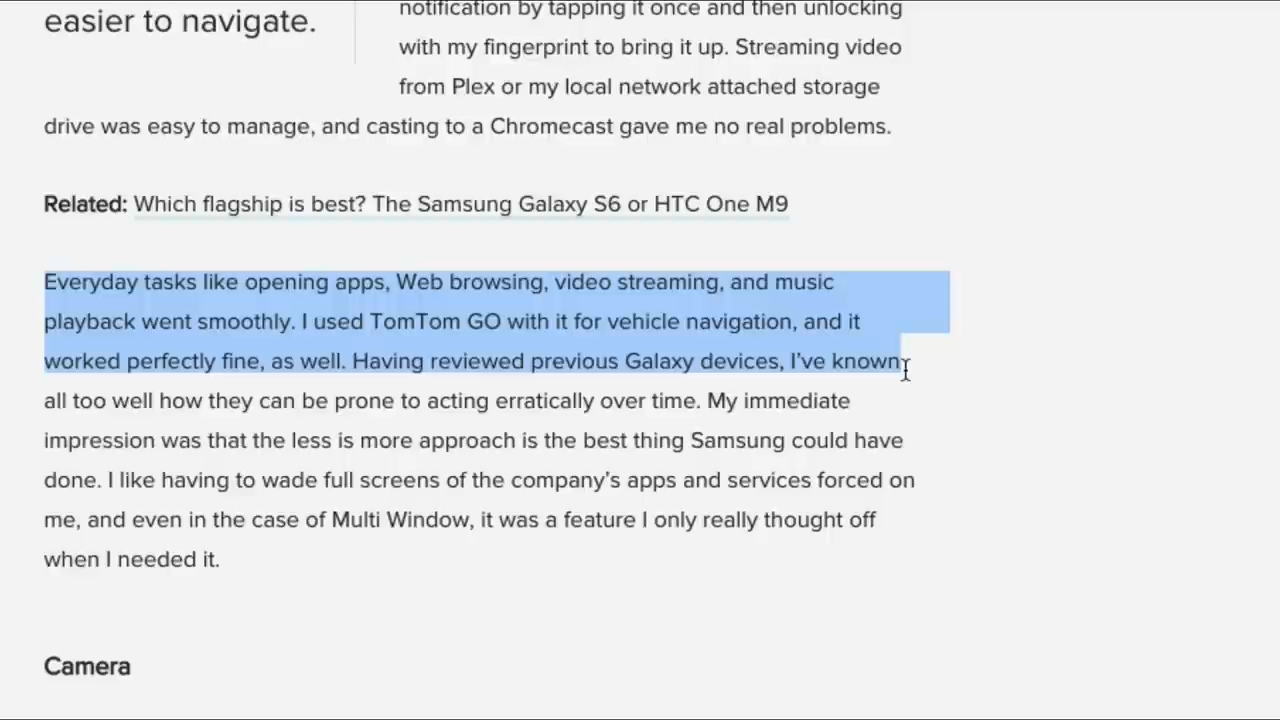 easier to navigate.
notification by tapping it once and then unlocking
with my fingerprint to bring it up. Streaming video
from Plex or my local network attached storage
drive was easy to manage, and casting to a Chromecast gave me no real problems.
Related: Which flagship is best? The Samsung Galaxy S6 or HTC One M9
Everyday tasks like opening apps, Web browsing, video streaming, and music
playback went smoothly. I used TomTom GO with it for vehicle navigation, and it
worked perfectly fine, as well. Having reviewed previous Galaxy devices, I’ve known
all too well how they can be prone to acting erratically over time. My immediate
impression was that the less is more approach is the best thing Samsung could have
done. I like having to wade full screens of the company’s apps and services forced on
me, and even in the case of Multi Window, it was a feature I only really thought off
when I needed it.
Camera